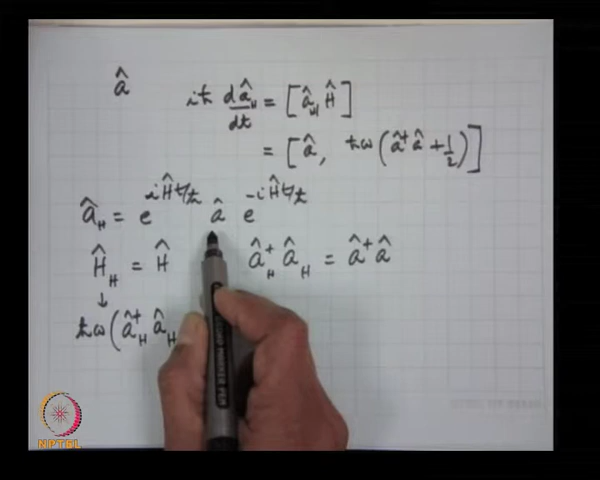 â
iħ dâ_H/dt = [â_H, Ĥ]
= [â, ħω(â†â + 1/2)]
â_H = e^{iĤt/ħ} â e^{-iĤt/ħ}
Ĥ_H = Ĥ â†_H â_H = â†â
↓
ħω(â†_H â_H
NPTEL